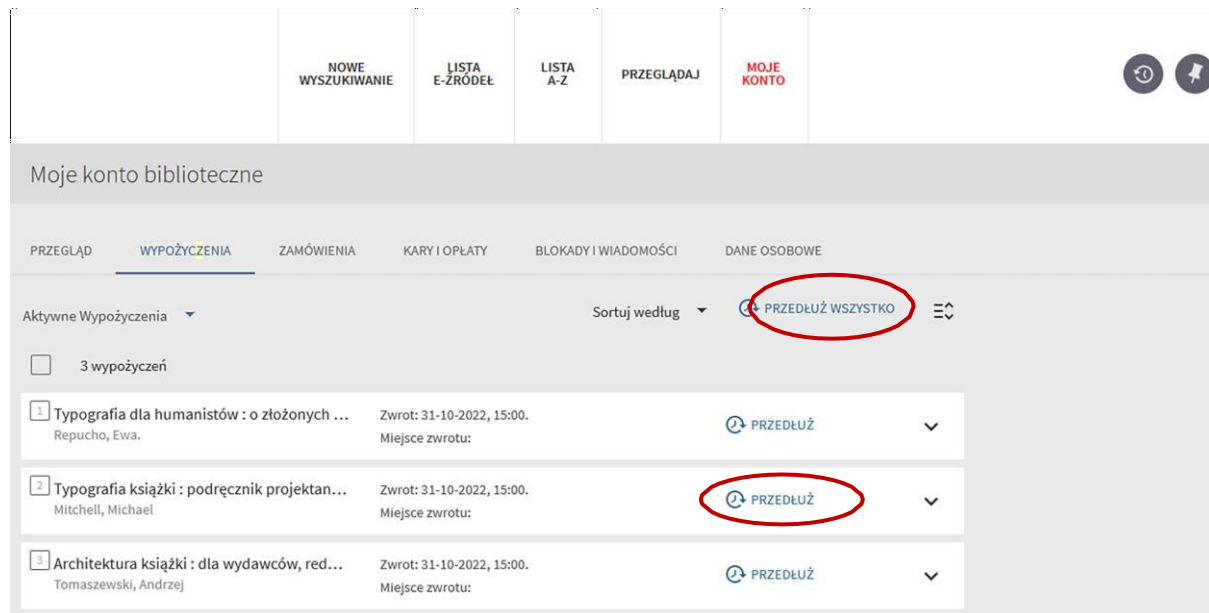 NOWE
WYSZUKIWANIE
LISTA
E-ŹRÓDEŁ
LISTA
A-Z
PRZEGLĄDAJ
MOJE
KONTO
Moje konto biblioteczne
PRZEGLĄD WYPOŻYCZENIA ZAMÓWIENIA KARY I OPŁATY BLOKADY I WIADOMOŚCI DANE OSOBOWE
Aktywne Wypożyczenia Sortuj według PRZEDŁUŻ WSZYSTKO
3 wypożyczeń
1 Typografia dla humanistów : o złożonych ... Zwrot: 31-10-2022, 15:00. PRZEDŁUŻ
Repucho, Ewa. Miejsce zwrotu:
2 Typografia książki : podręcznik projektan... Zwrot: 31-10-2022, 15:00. PRZEDŁUŻ
Mitchell, Michael Miejsce zwrotu:
3 Architektura książki : dla wydawców, red... Zwrot: 31-10-2022, 15:00. PRZEDŁUŻ
Tomaszewski, Andrzej Miejsce zwrotu: